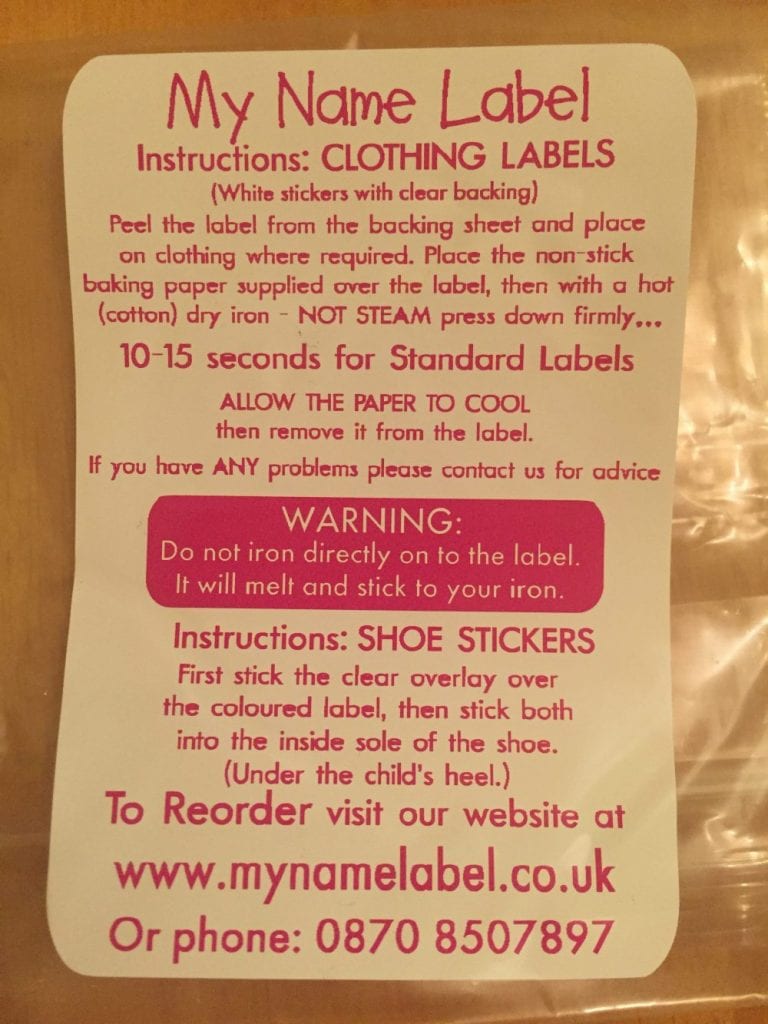 My Name Label
Instructions: CLOTHING LABELS
(White stickers with clear backing)
Peel the label from the backing sheet and place
on clothing where required. Place the non-stick
baking paper supplied over the label, then with a hot
(cotton) dry iron - NOT STEAM press down firmly...
10-15 seconds for Standard Labels
ALLOW THE PAPER TO COOL
then remove it from the label.
If you have ANY problems please contact us for advice
WARNING:
Do not iron directly on to the label.
It will melt and stick to your iron.
Instructions: SHOE STICKERS
First stick the clear overlay over
the coloured label, then stick both
into the inside sole of the shoe.
(Under the child's heel.)
To Reorder visit our website at
www.mynamelabel.co.uk
Or phone: 0870 8507897